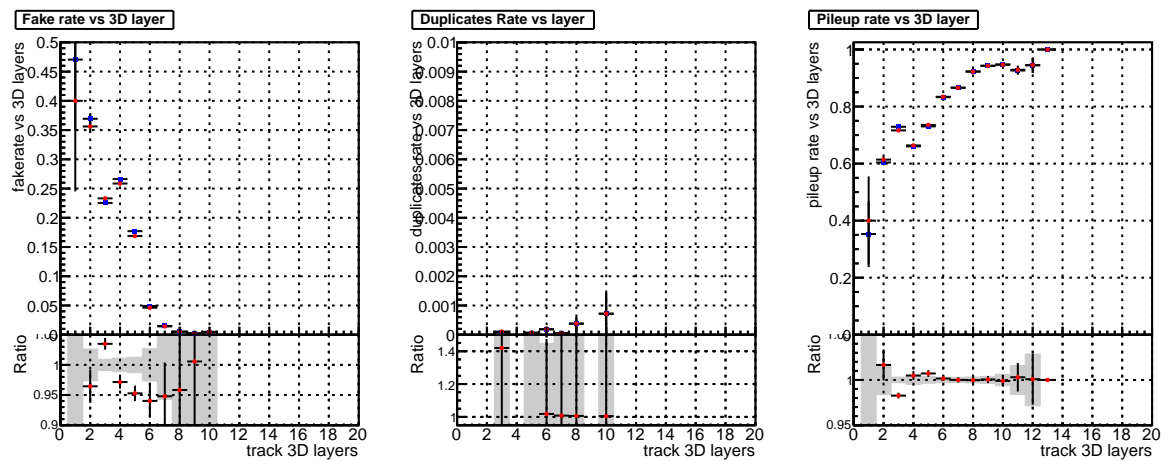 Fake rate vs 3D layer
fakerate vs 3D layers
0.5
0.45
0.4
0.35
0.3
0.25
0.2
0.15
0.1
0.05
0
Ratio
1
0.95
0.9
0 2 4 6 8 10 12 14 16 18 20
track 3D layers
Duplicates Rate vs layer
duplicates rate vs 3D layers
0.01
0.009
0.008
0.007
0.006
0.005
0.004
0.003
0.002
0.001
0
Ratio
1.4
1.2
1
0 2 4 6 8 10 12 14 16 18 20
track 3D layers
Pileup rate vs 3D layer
pileup rate vs 3D layers
1
0.8
0.6
0.4
0.2
0
Ratio
1
0.95
0 2 4 6 8 10 12 14 16 18 20
track 3D layers